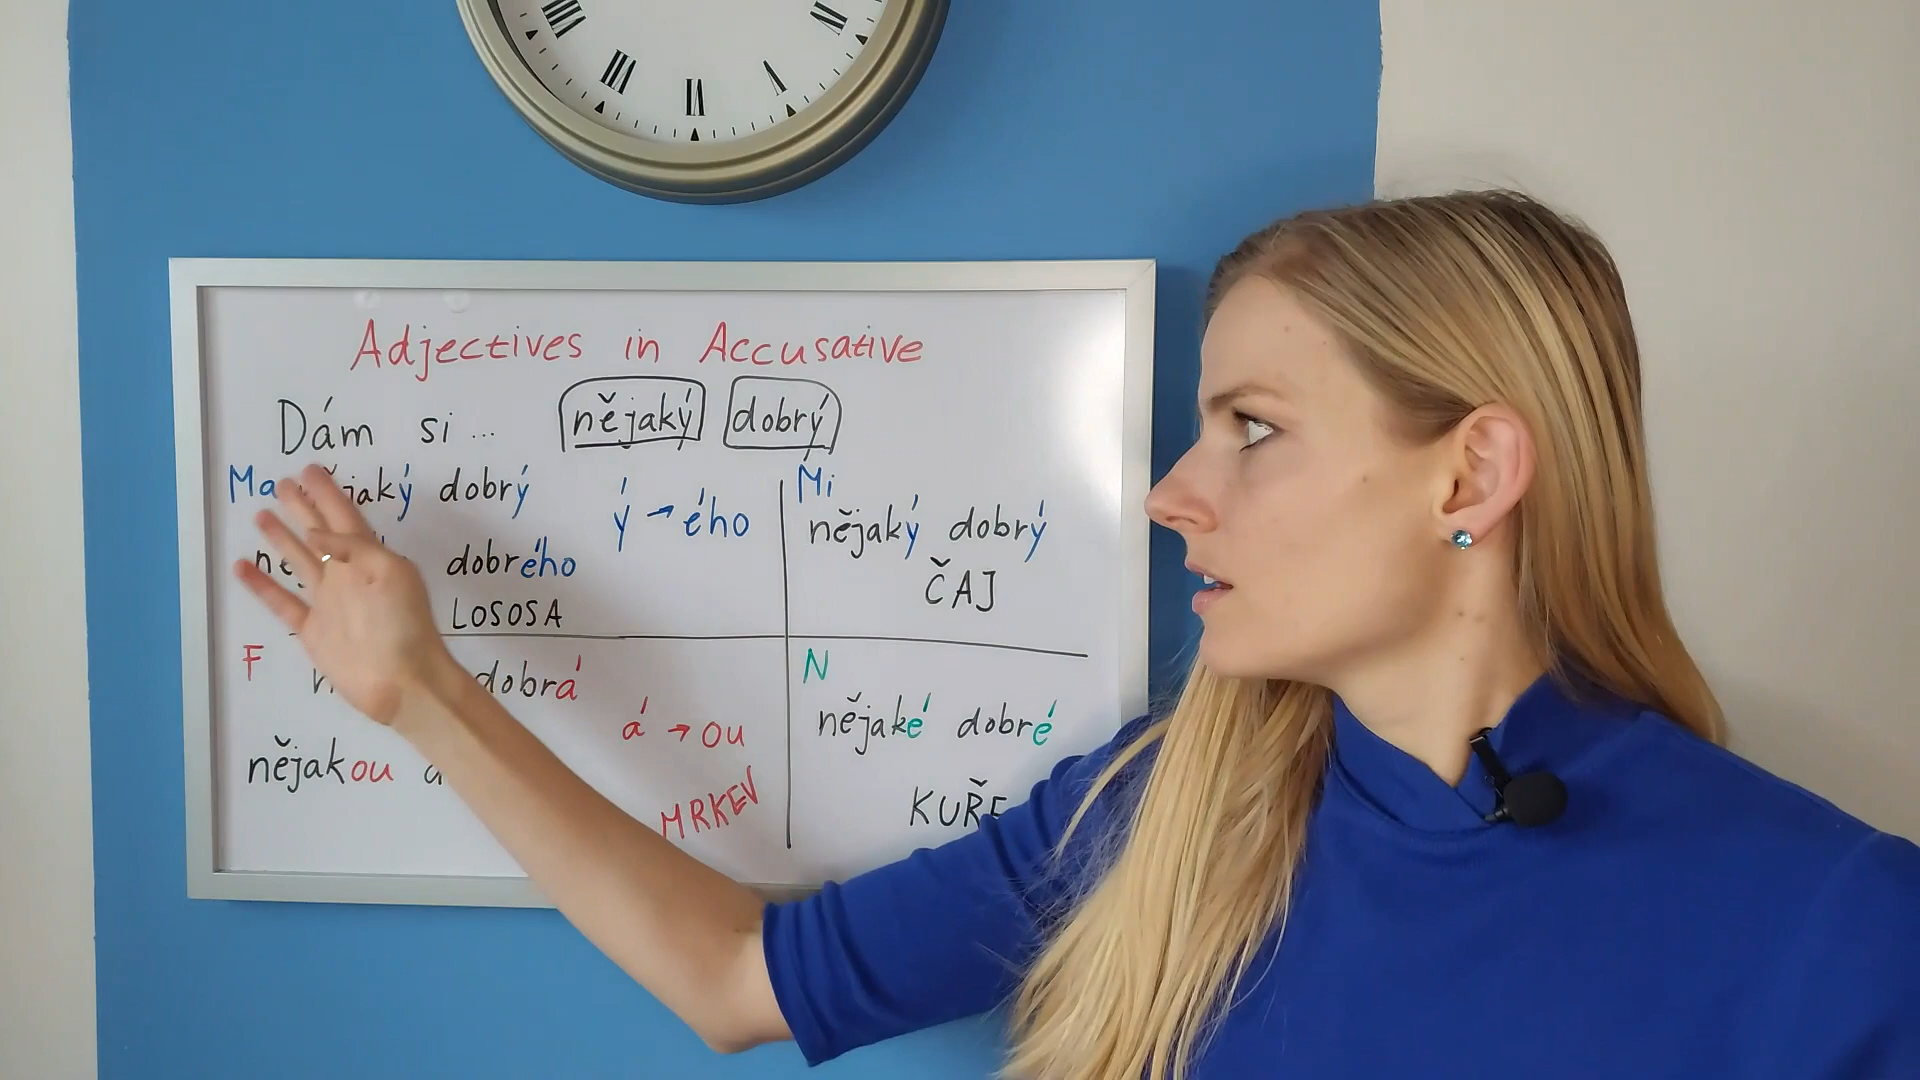 Adjectives in Accusative
Dám si ... nějaký dobrý
Ma dobrý
dobrého
ý → ého
LOSOSA
Mi
nějaký dobrý
ČAJ
F dobrá
nějakou
á → ou
MRKEV
N
nějaké dobré
KUŘE